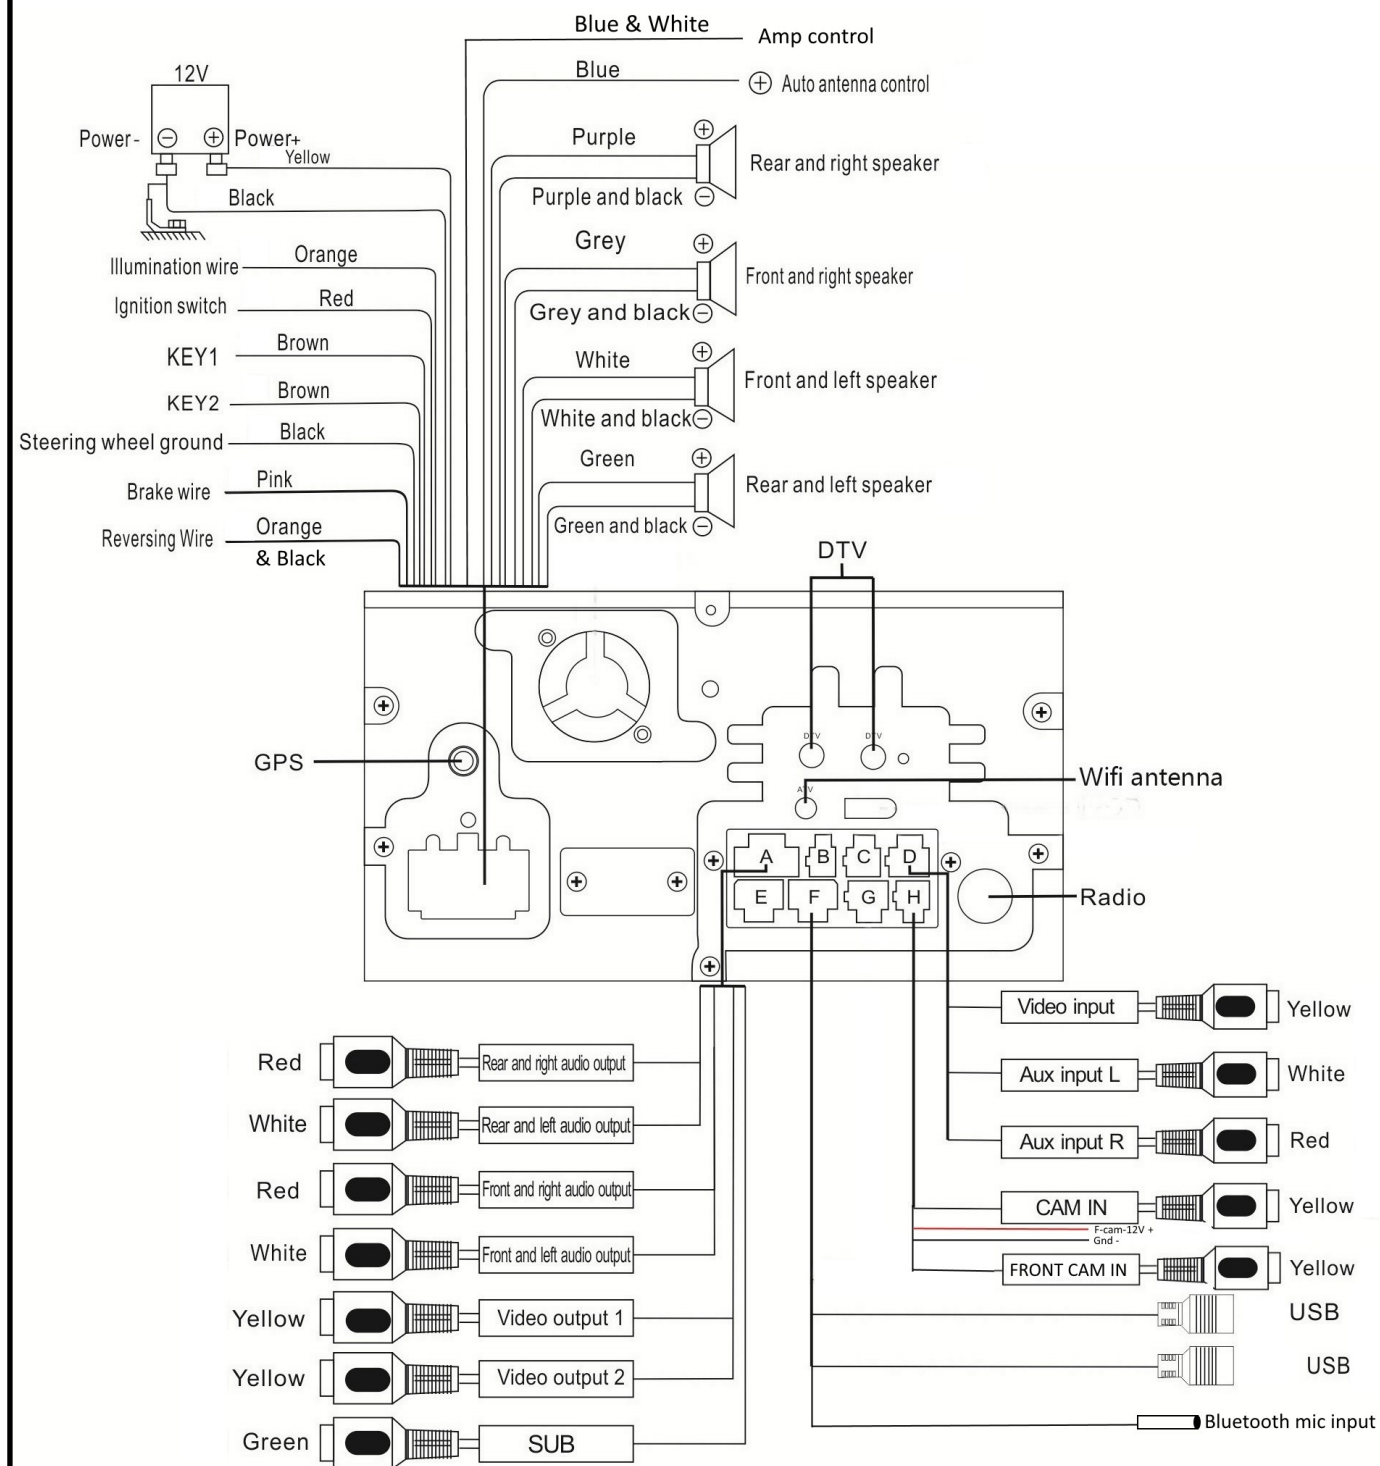 Blue & White
Amp control
12V
Blue
Auto antenna control
Power-
Power+
Yellow
Purple
Rear and right speaker
Black
Purple and black
Orange
Illumination wire
Grey
Front and right speaker
Ignition switch
Red
Grey and black
KEY1
Brown
White
Front and left speaker
KEY2
Brown
White and black
Steering wheel ground
Black
Green
Rear and left speaker
Brake wire
Pink
Green and black
Reversing Wire
Orange
& Black
DTV
DTV
DTV
GPS
Wifi antenna
ATV
A
B
C
D
E
F
G
H
Radio
Red
Rear and right audio output
White
Rear and left audio output
Red
Front and right audio output
White
Front and left audio output
Yellow
Video output 1
Yellow
Video output 2
Green
SUB
Video input
Yellow
Aux input L
White
Aux input R
Red
CAM IN
Yellow
F-cam-12V +
Gnd -
FRONT CAM IN
Yellow
USB
USB
Bluetooth mic input